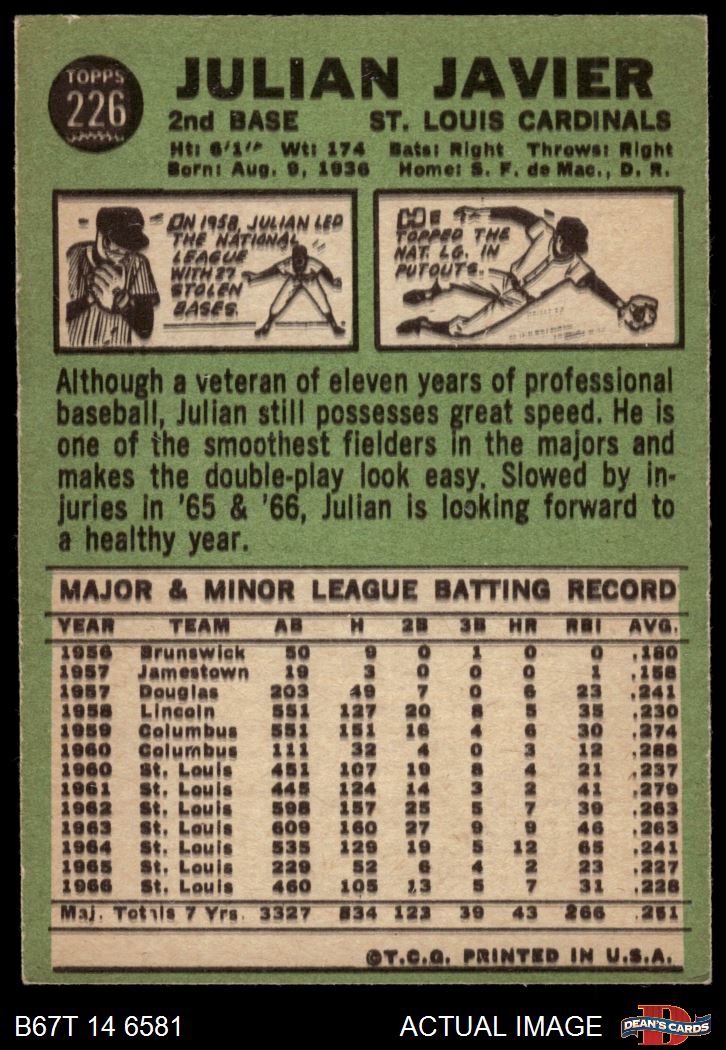 TOPPS
226
JULIAN JAVIER
2nd BASE ST. LOUIS CARDINALS
Ht: 6'1" Wt: 174 Bats: Right Throws: Right
Born: Aug. 9, 1936 Home: S. F. de Mac., D. R.
IN 1958, JULIAN LED
THE NATIONAL
LEAGUE
WITH 27
STOLEN
BASES.
HE
TOPPED THE
NAT. LG. IN
PUTOUTS.
Although a veteran of eleven years of professional
baseball, Julian still possesses great speed. He is
one of the smoothest fielders in the majors and
makes the double-play look easy. Slowed by in-
juries in '65 & '66, Julian is looking forward to
a healthy year.
MAJOR & MINOR LEAGUE BATTING RECORD
YEAR TEAM AB H 2B 3B HR RBI AVG.
1956 Brunswick 50 9 0 1 0 0 .180
1957 Jamestown 19 3 0 0 0 1 .158
1957 Douglas 203 49 7 0 6 23 .241
1958 Lincoln 551 127 20 8 5 35 .230
1959 Columbus 551 151 16 4 6 30 .274
1960 Columbus 111 32 4 0 3 12 .288
1960 St. Louis 451 107 19 8 4 21 .237
1961 St. Louis 445 124 14 3 2 41 .279
1962 St. Louis 598 157 25 5 7 39 .263
1963 St. Louis 609 160 27 9 9 46 .263
1964 St. Louis 535 129 19 5 12 65 .241
1965 St. Louis 229 52 6 4 2 23 .227
1966 St. Louis 460 105 13 5 7 31 .228
Maj. Totals 7 Yrs. 3327 834 123 39 43 266 .251
©T.C.G. PRINTED IN U.S.A.
B67T 14 6581 ACTUAL IMAGE
D
DEAN'S CARDS